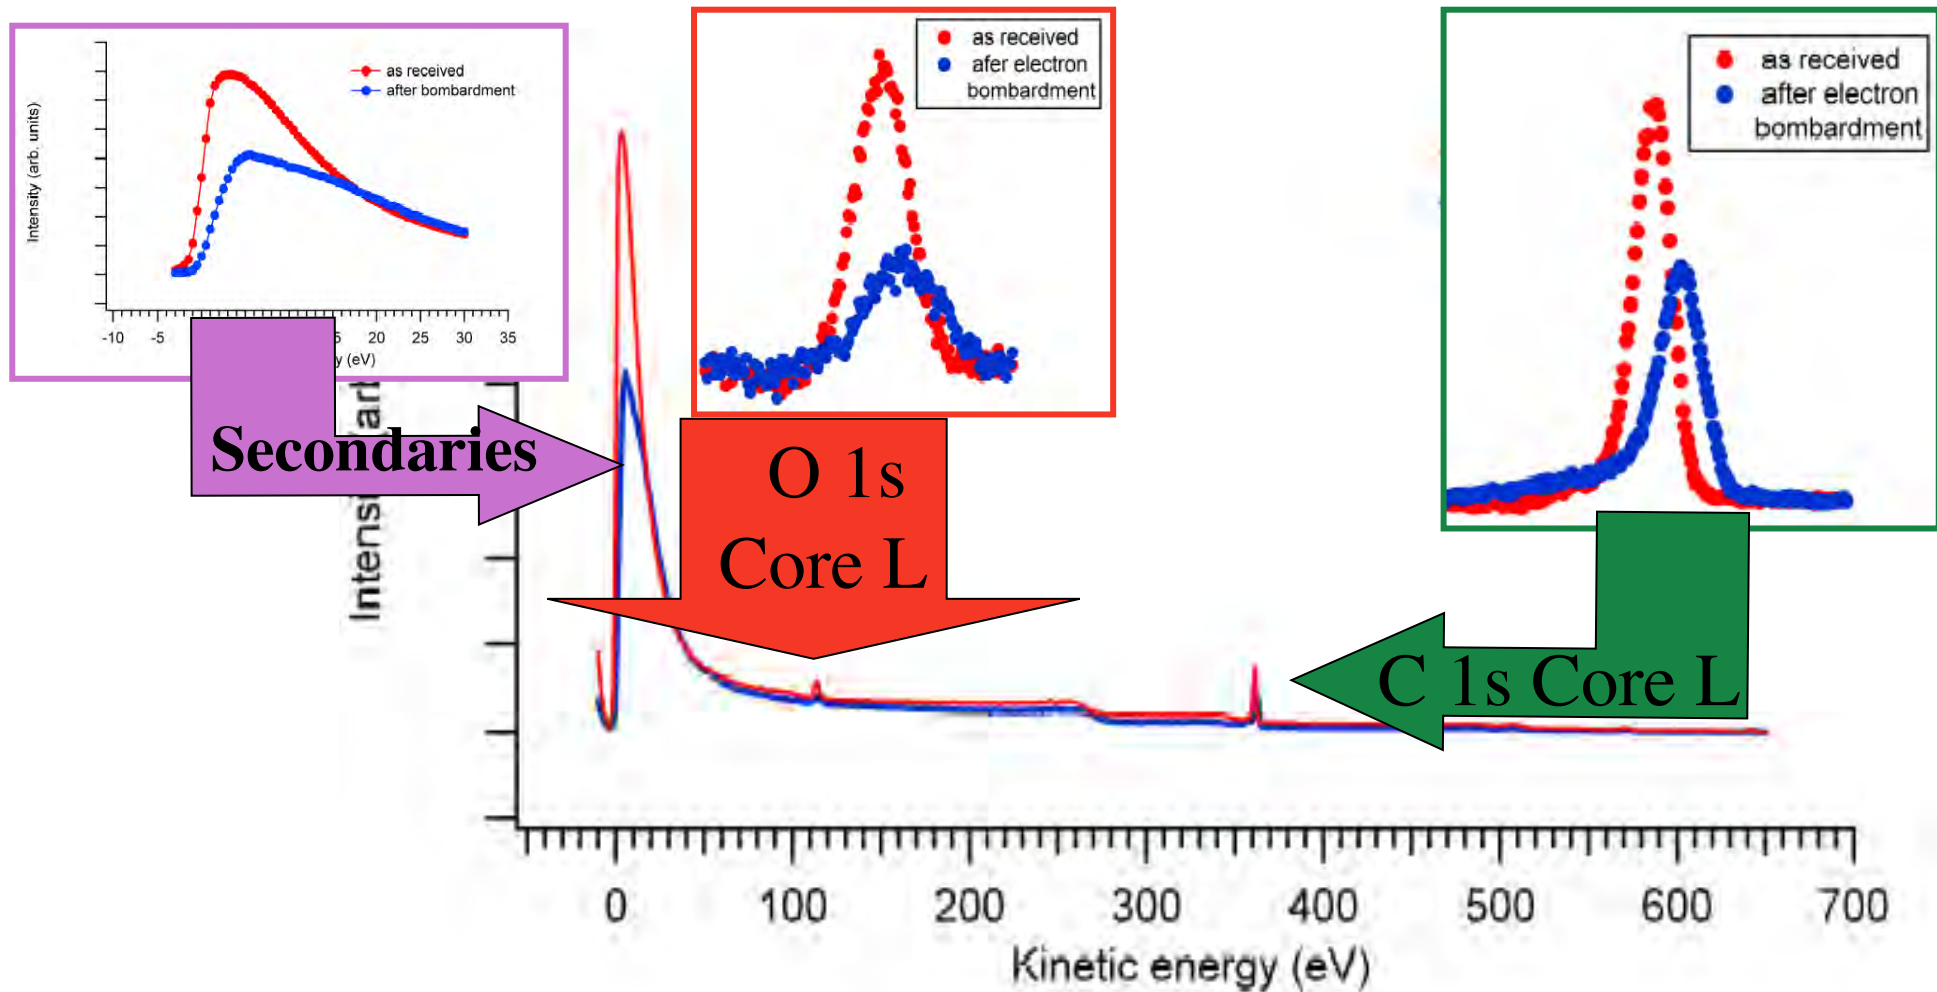 as received
after bombardment
Intensity (arb. units)
-10
-5
20
25
30
35
(eV)
as received
afer electron
bombardment
as received
after electron
bombardment
Secondaries
O 1s
Core L
C 1s Core L
0
100
200
300
400
500
600
700
Kinetic energy (eV)